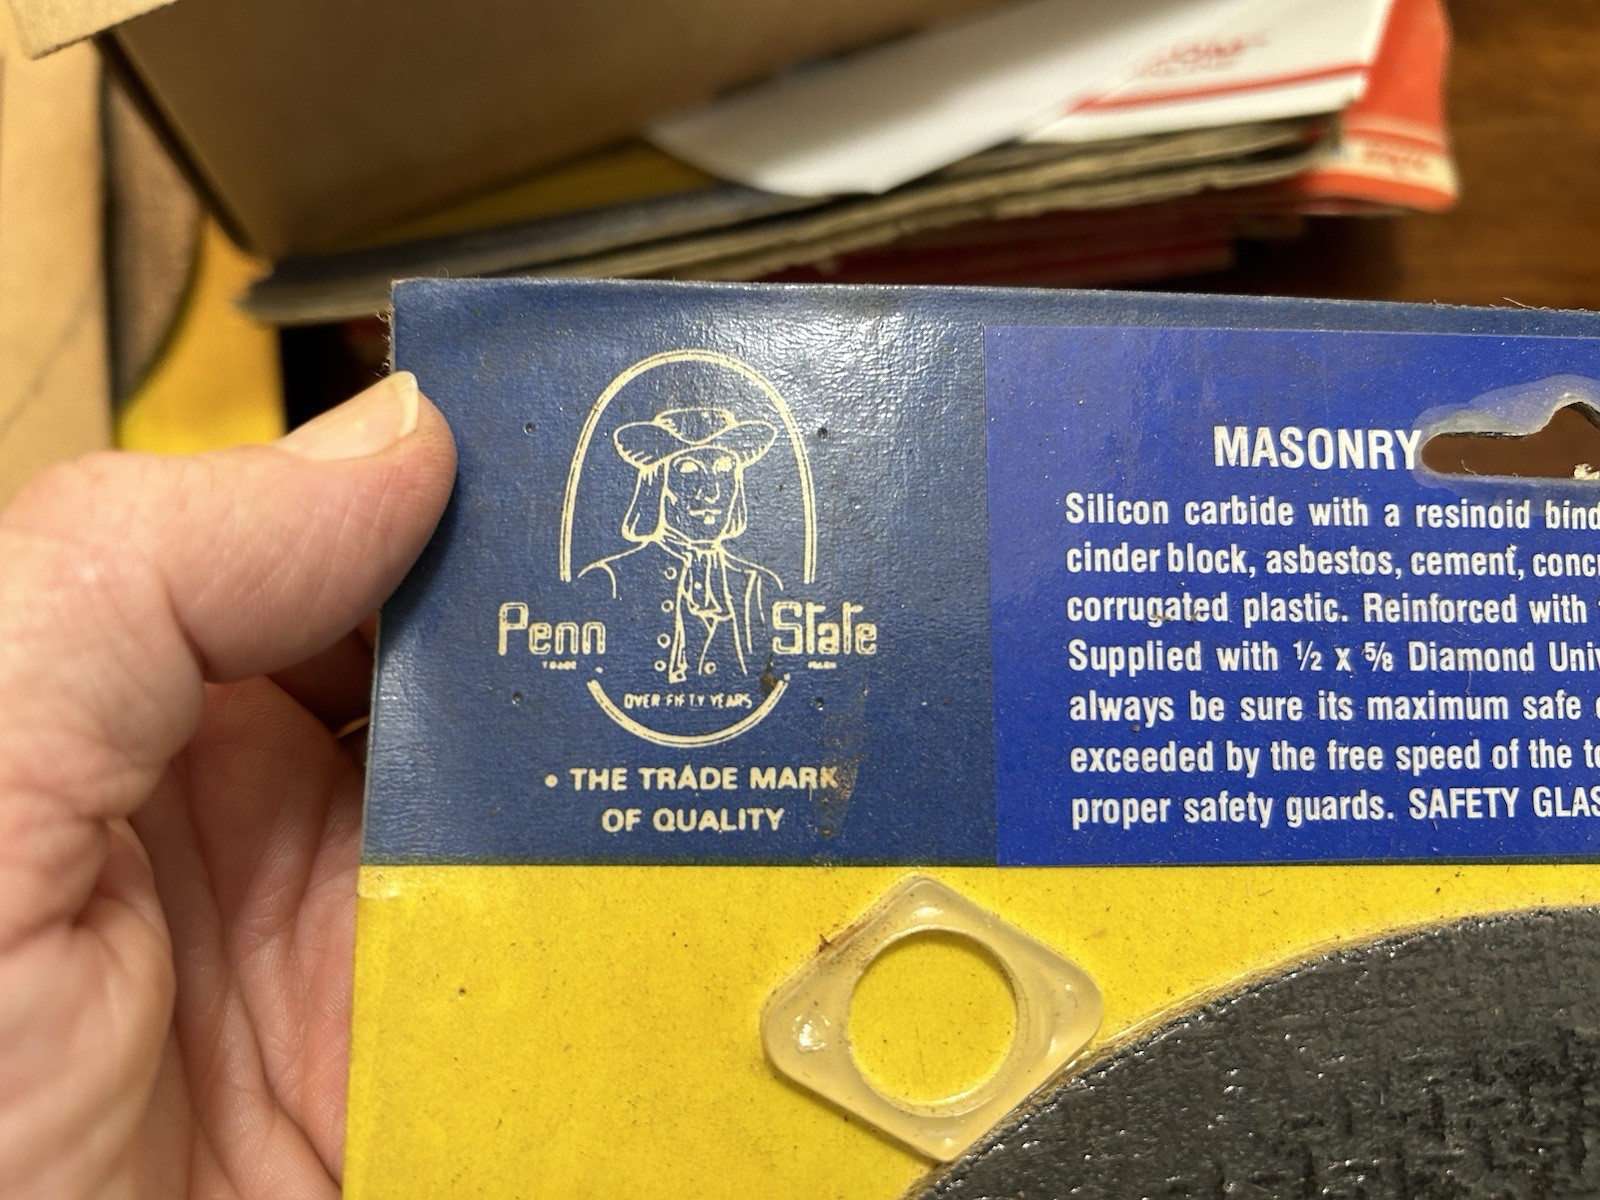 Penn State
TRADE MARK
OVER FIFTY YEARS
• THE TRADE MARK
OF QUALITY
MASONRY
Silicon carbide with a resinoid
cinder block, asbestos, cement,
corrugated plastic. Reinforced with
Supplied with ½ x ⅝ Diamond
always be sure its maximum safe
exceeded by the free speed of the
proper safety guards. SAFETY